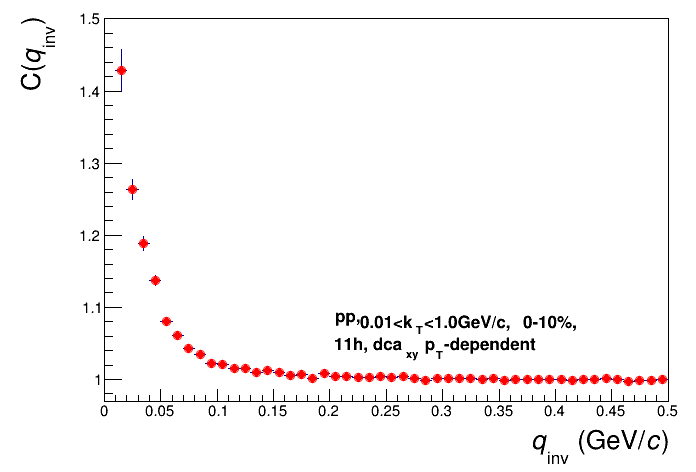 C(q_inv)
1.5
1.4
1.3
1.2
1.1
1
pp, 0.01<k_T<1.0GeV/c, 0-10%,
11h, dca_xy p_T-dependent
0 0.05 0.1 0.15 0.2 0.25 0.3 0.35 0.4 0.45 0.5
q_inv (GeV/c)